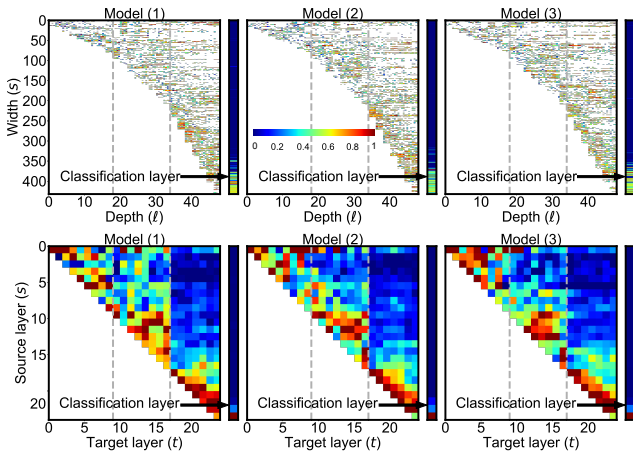 Model (1) Model (2) Model (3)
0
50
100
150
200
250
300
350
400
Width (s)
0 0.2 0.4 0.6 0.8 1
Classification layer Classification layer Classification layer
0 10 20 30 40 0 10 20 30 40 0 10 20 30 40
Depth (ℓ) Depth (ℓ) Depth (ℓ)
Model (1) Model (2) Model (3)
0
5
10
15
20
Source layer (s)
Classification layer Classification layer Classification layer
0 5 10 15 20 0 5 10 15 20 0 5 10 15 20
Target layer (t) Target layer (t) Target layer (t)